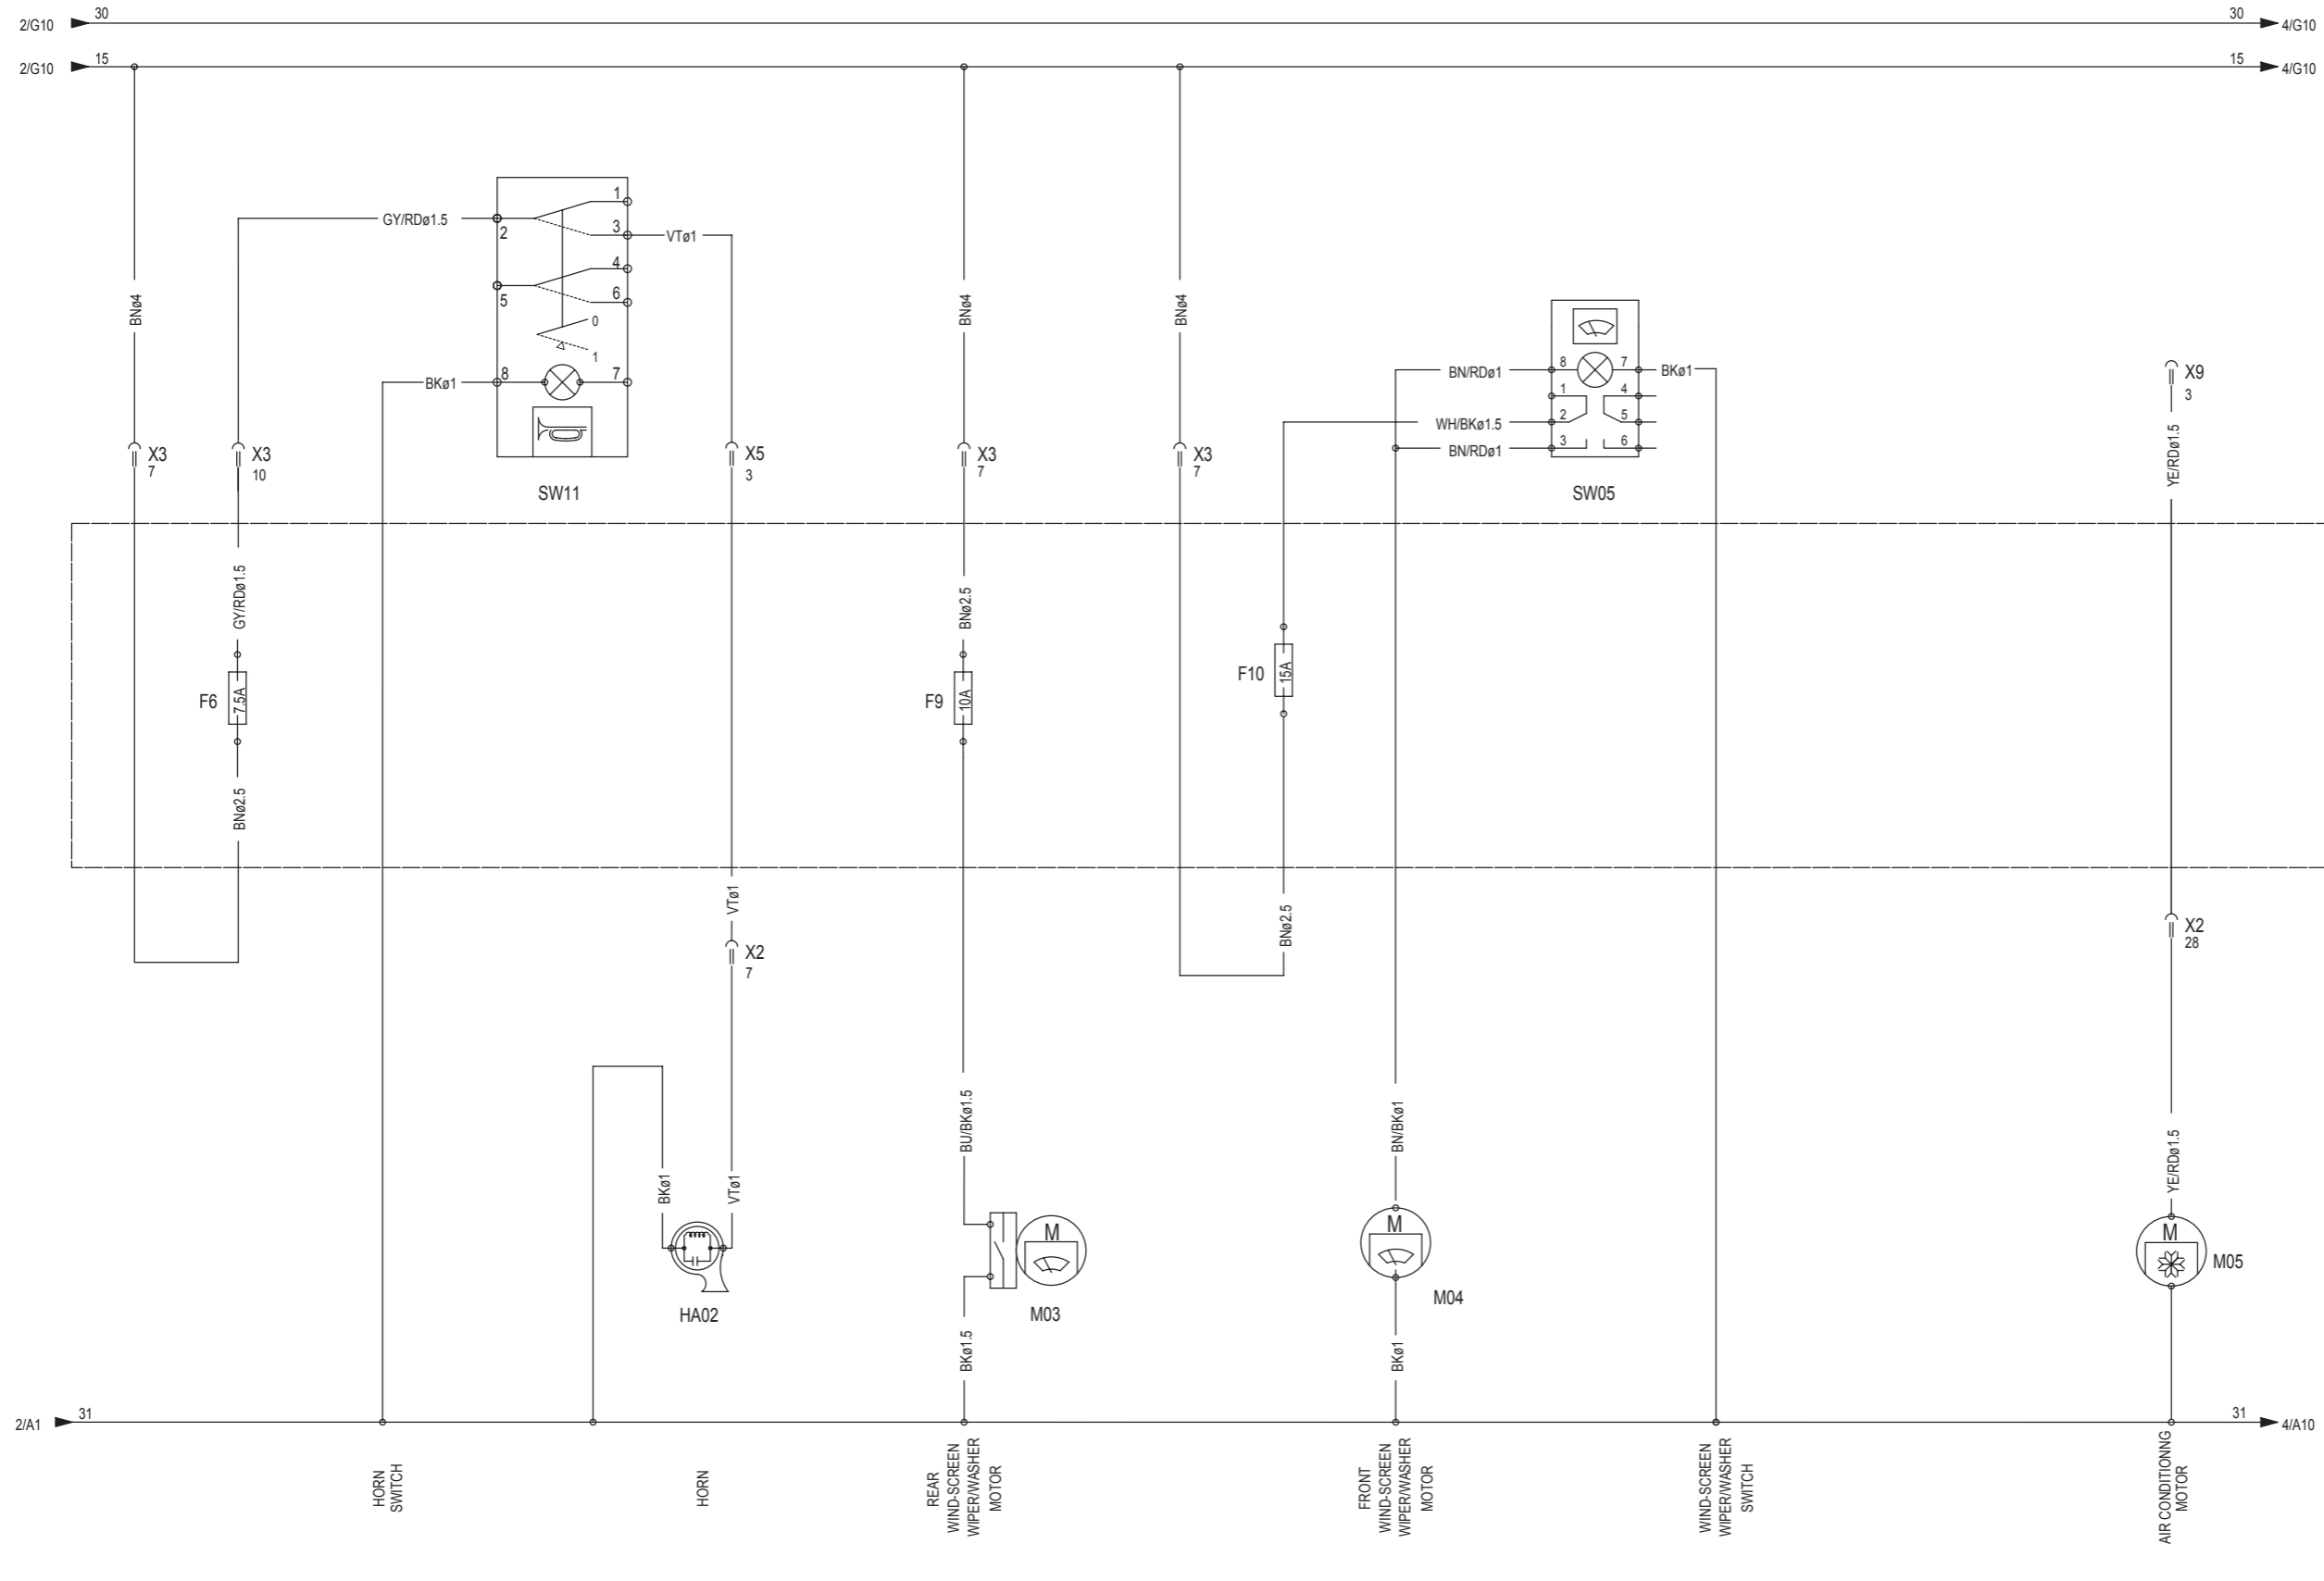 30
30
2/G10
4/G10
15
15
2/G10
4/G10
1
GY/RDø1.5
2
3
VTø1
4
5
6
0
1
BNø4
BNø4
BNø4
8
7
BKø1
BN/RDø1
8
7
BKø1
1
4
WH/BKø1.5
2
5
BN/RDø1
3
6
X9
3
YE/RDø1.5
X3
7
X3
10
X5
3
X3
7
X3
7
SW11
SW05
GY/RDø1.5
BNø2.5
F6
7.5A
F9
10A
F10
15A
BNø2.5
VTø1
BNø2.5
X2
7
X2
28
BU/BKø1.5
BN/BKø1
YE/RDø1.5
BKø1
VTø1
M
M
M
M05
HA02
M03
M04
BKø1.5
BKø1
31
31
2/A1
4/A10
HORN
SWITCH
HORN
REAR
WIND-SCREEN
WIPER/WASHER
MOTOR
FRONT
WIND-SCREEN
WIPER/WASHER
MOTOR
WIND-SCREEN
WIPER/WASHER
SWITCH
AIR CONDITIONNG
MOTOR